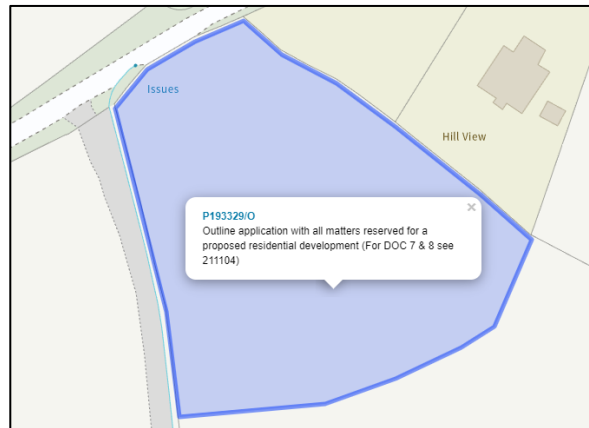 Issues
Hill View
P193329/O
Outline application with all matters reserved for a
proposed residential development (For DOC 7 & 8 see
211104)